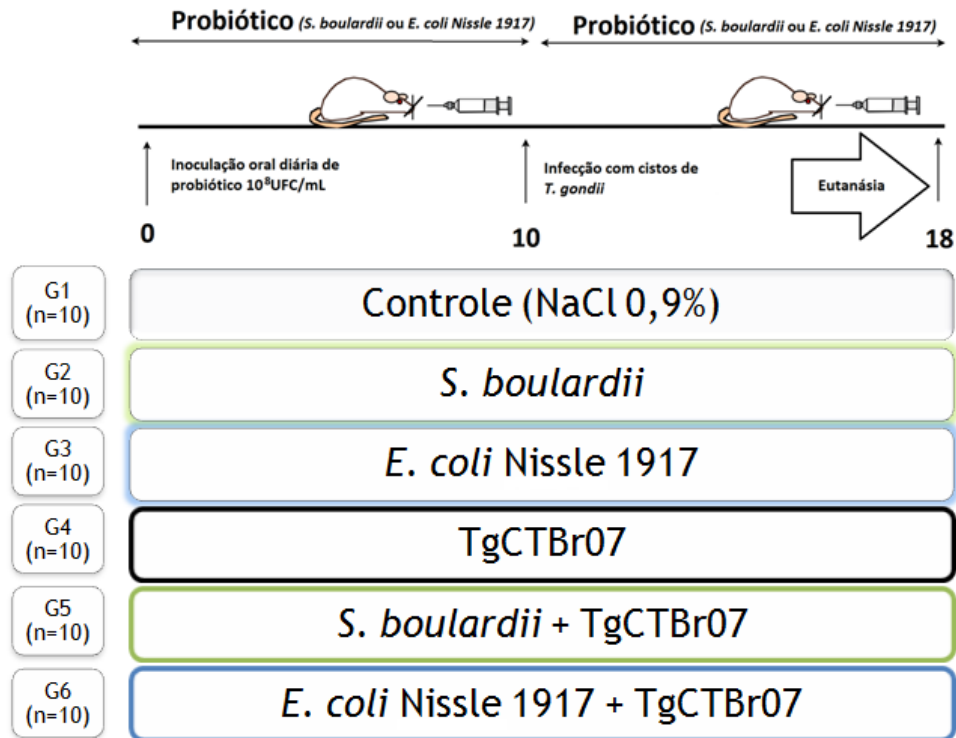 Probiótico (S. boulardii ou E. coli Nissle 1917)
Probiótico (S. boulardii ou E. coli Nissle 1917)
Inoculação oral diária de
probiótico 10⁸UFC/mL
Infecção com cistos de
T. gondii
Eutanásia
0
10
18
G1
(n=10)
Controle (NaCl 0,9%)
G2
(n=10)
S. boulardii
G3
(n=10)
E. coli Nissle 1917
G4
(n=10)
TgCTBr07
G5
(n=10)
S. boulardii + TgCTBr07
G6
(n=10)
E. coli Nissle 1917 + TgCTBr07